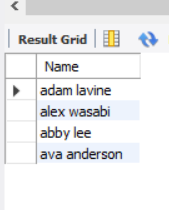 Result Grid
Name
adam lavine
alex wasabi
abby lee
ava anderson